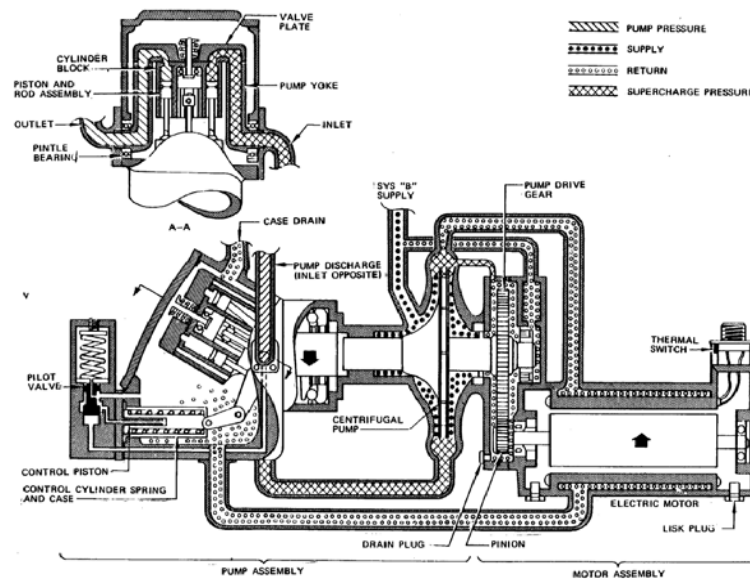 VALVE
PLATE
CYLINDER
BLOCK
PISTON AND
ROD ASSEMBLY
PUMP YOKE
OUTLET
INLET
PINTLE
BEARING
A-A
PUMP PRESSURE
SUPPLY
RETURN
SUPERCHARGE PRESSURE
SYS "B"
SUPPLY
PUMP DRIVE
GEAR
CASE DRAIN
PUMP DISCHARGE
(INLET OPPOSITE)
V
THERMAL
SWITCH
PILOT
VALVE
CENTRIFUGAL
PUMP
CONTROL PISTON
CONTROL CYLINDER SPRING
AND CASE
ELECTRIC MOTOR
LISK PLUG
DRAIN PLUG
PINION
PUMP ASSEMBLY
MOTOR ASSEMBLY